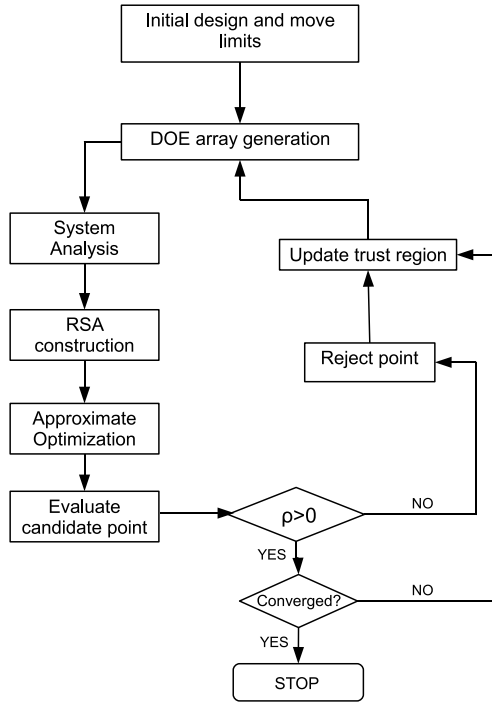 Initial design and move
limits
DOE array generation
System
Analysis
Update trust region
RSA
construction
Reject point
Approximate
Optimization
Evaluate
candidate point
ρ>0
NO
YES
Converged?
NO
YES
STOP